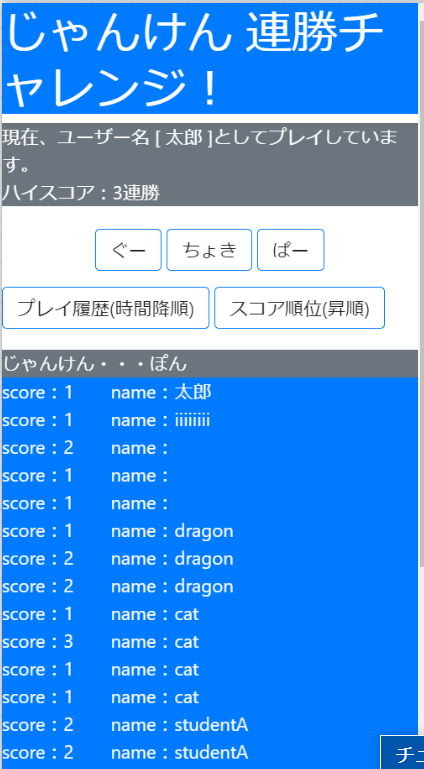 じゃんけん 連勝チ
ャレンジ！
現在、ユーザー名 [ 太郎 ]としてプレイしていま
す。
ハイスコア：3連勝
ぐー ちょき ぱー
プレイ履歴(時間降順) スコア順位(昇順)
じゃんけん・・・ぽん
score：1 name：太郎
score：1 name：iiiiiiii
score：2 name：
score：1 name：
score：1 name：
score：1 name：dragon
score：2 name：dragon
score：2 name：dragon
score：1 name：cat
score：3 name：cat
score：1 name：cat
score：1 name：cat
score：2 name：studentA
score：2 name：studentA